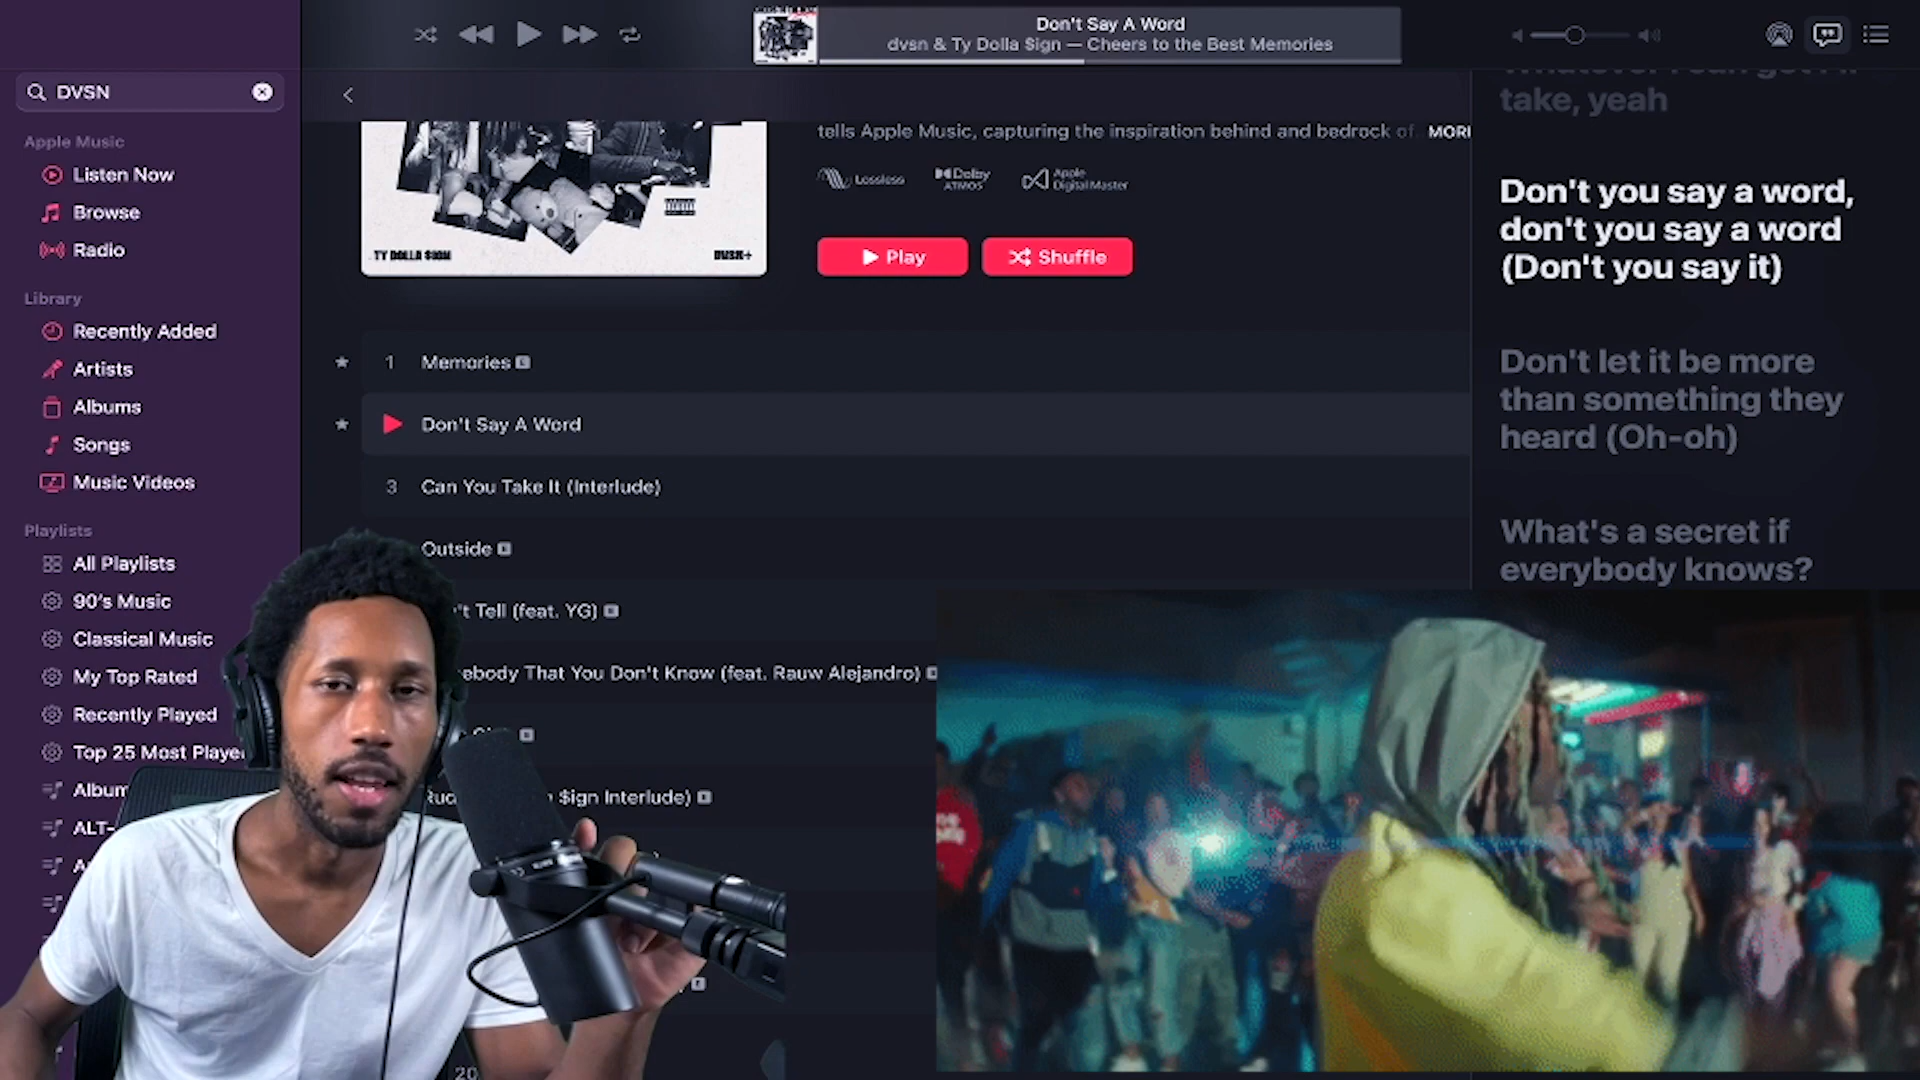 Don't Say A Word
dvsn & Ty Dolla $ign — Cheers to the Best Memories
DVSN
Apple Music
Listen Now
Browse
Radio
Library
Recently Added
Artists
Albums
Songs
Music Videos
Playlists
All Playlists
90's Music
Classical Music
My Top Rated
Recently Played
Top 25 Most Playe
Album
ALT-
TY DOLLA $IGN
DVSN+
tells Apple Music, capturing the inspiration behind and bedrock of
MORE
Lossless
Dolby
ATMOS
Apple
Digital Master
Play
Shuffle
1 Memories E
Don't Say A Word
3 Can You Take It (Interlude)
Outside E
't Tell (feat. YG) E
ebody That You Don't Know (feat. Rauw Alejandro) E
$ign Interlude) E
20
take, yeah
Don't you say a word,
don't you say a word
(Don't you say it)
Don't let it be more
than something they
heard (Oh-oh)
What's a secret if
everybody knows?